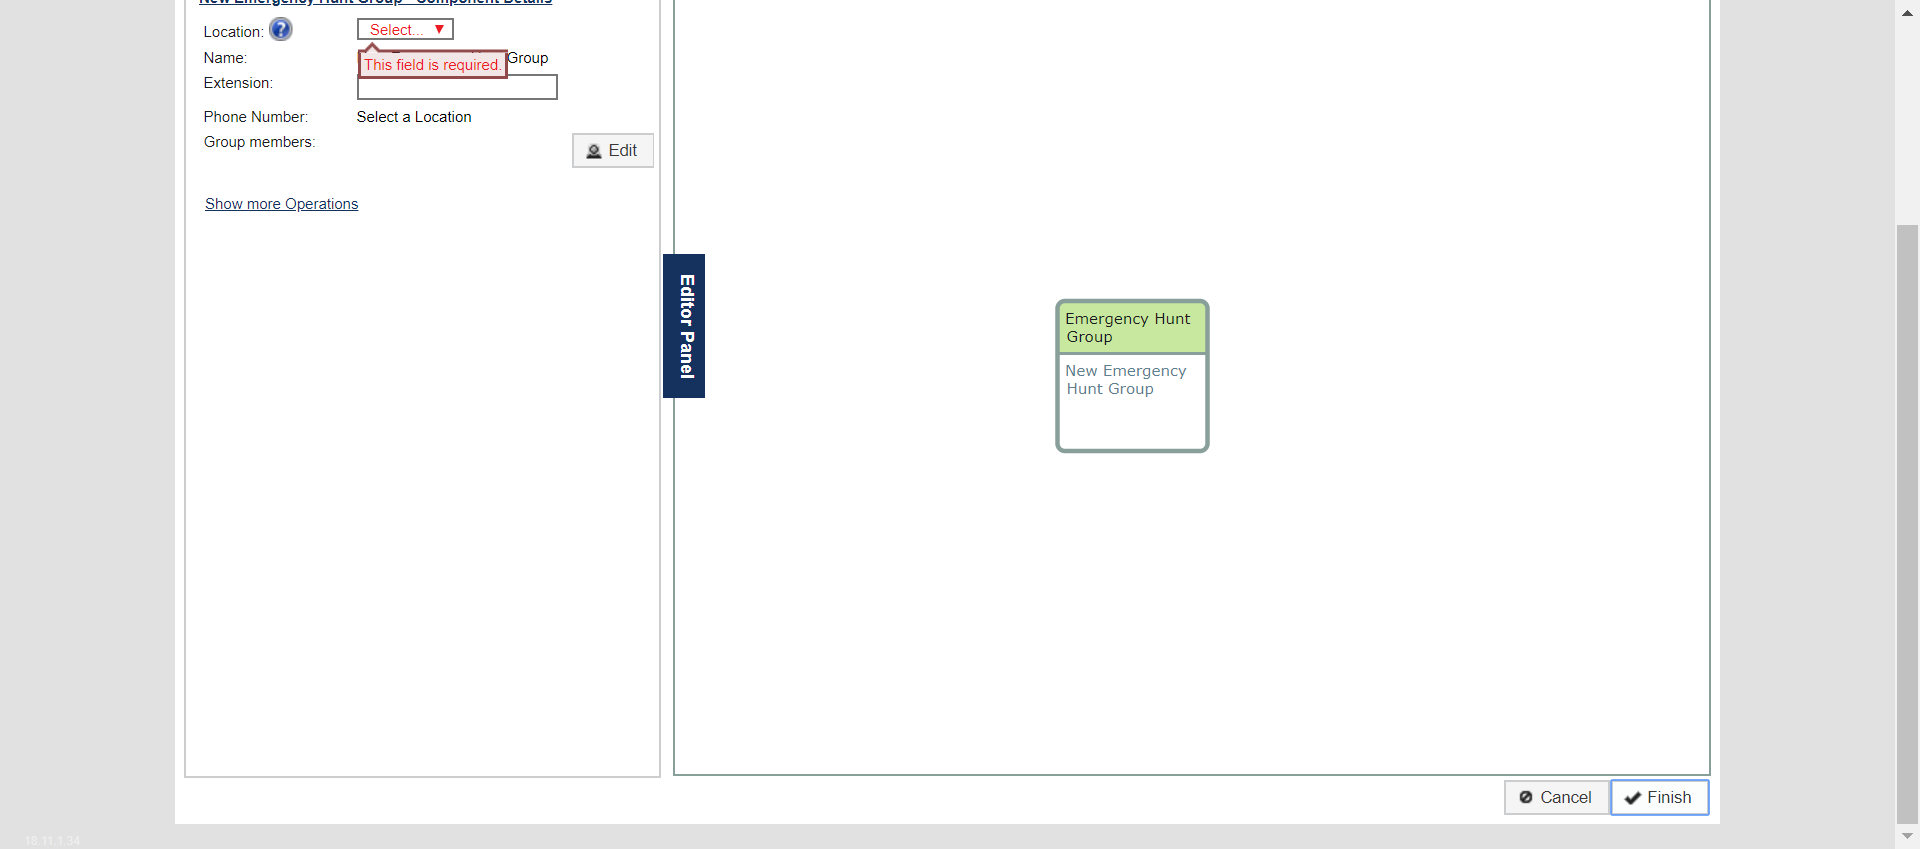 New Emergency Hunt Group - Component Details
Location:
Select...
This field is required.
Name:
Group
Extension:
Phone Number:
Select a Location
Group members:
Edit
Show more Operations
Editor Panel
Emergency Hunt
Group
New Emergency
Hunt Group
Cancel
Finish
18.11.1.34